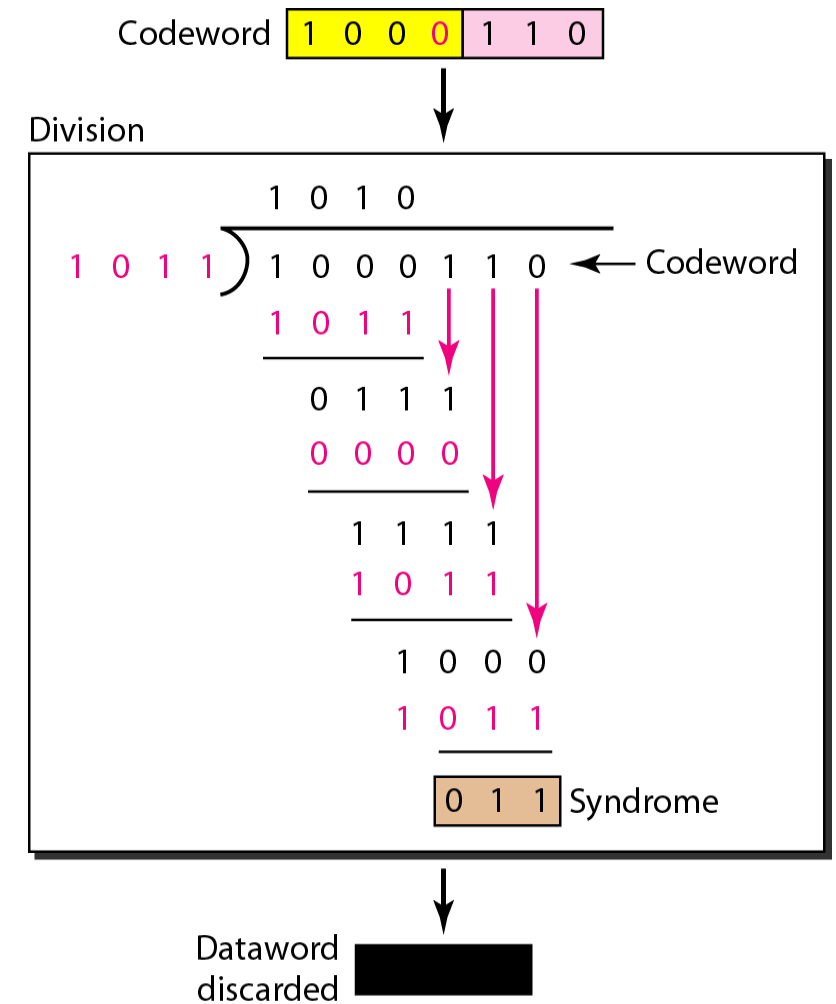 Codeword 1 0 0 0 1 1 0
Division
1 0 1 0
1 0 1 1 1 0 0 0 1 1 0 Codeword
1 0 1 1
0 1 1 1
0 0 0 0
1 1 1 1
1 0 1 1
1 0 0 0
1 0 1 1
0 1 1 Syndrome
Dataword
discarded